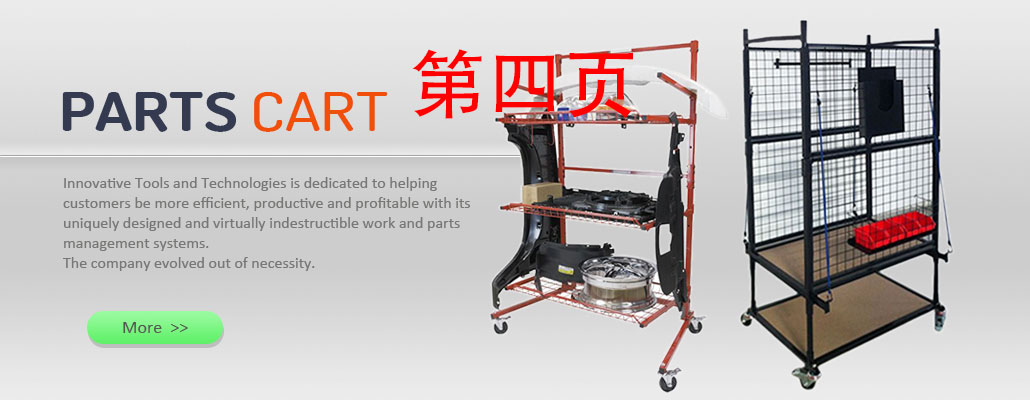 第四页
PARTS CART
Innovative Tools and Technologies is dedicated to helping
customers be more efficient, productive and profitable with its
uniquely designed and virtually indestructible work and parts
management systems.
The company evolved out of necessity.
More >>